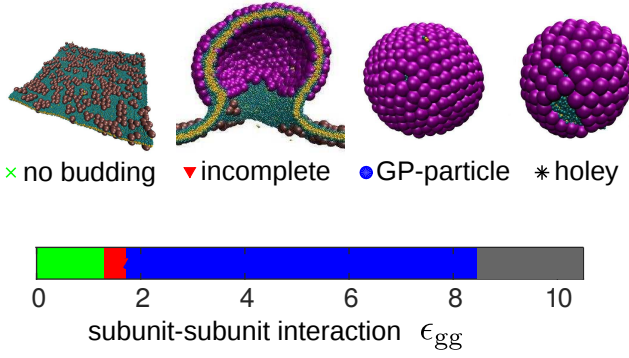 × no budding ▼ incomplete ● GP-particle ✳ holey
0 2 4 6 8 10
subunit-subunit interaction ϵgg